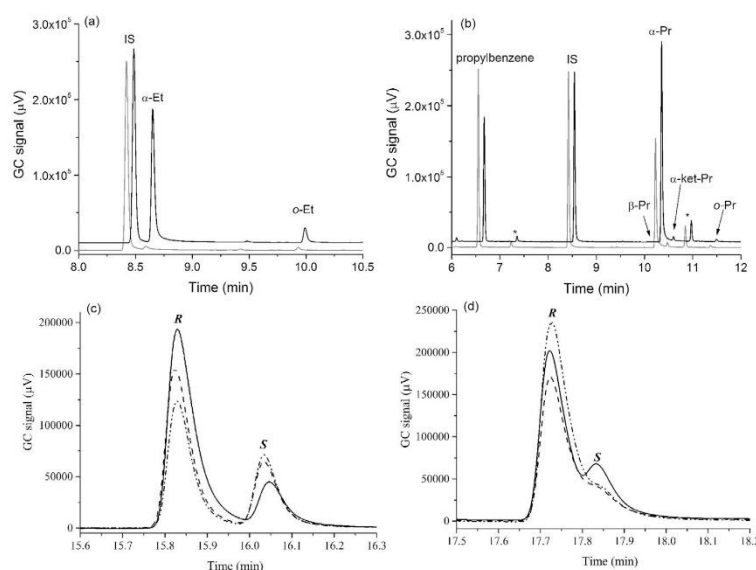 (a)
IS
α-Et
o-Et
GC signal (μV)
3.0x10⁵
2.0x10⁵
1.0x10⁵
0.0
8.0 8.5 9.0 9.5 10.0 10.5
Time (min)
(b)
α-Pr
propylbenzene
IS
α-ket-Pr
β-Pr
o-Pr
*
*
GC signal (μV)
3.0x10⁵
2.0x10⁵
1.0x10⁵
0.0
6 7 8 9 10 11 12
Time (min)
(c)
R
S
GC signal (μV)
200000
150000
100000
50000
0
15.6 15.7 15.8 15.9 16.0 16.1 16.2 16.3
Time (min)
(d)
R
S
GC signal (μV)
250000
200000
150000
100000
50000
0
17.5 17.6 17.7 17.8 17.9 18.0 18.1 18.2
Time (min)